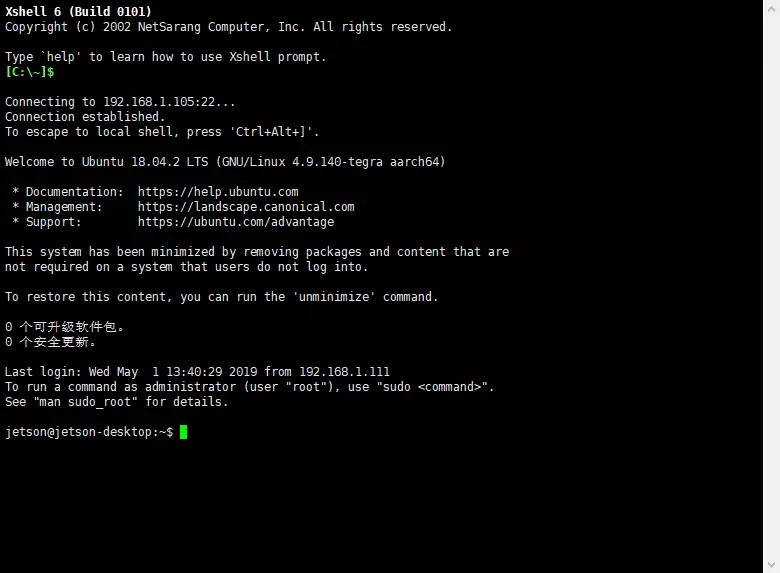 Xshell 6 (Build 0101)
Copyright (c) 2002 NetSarang Computer, Inc. All rights reserved.
Type `help' to learn how to use Xshell prompt.
[C:\~]$
Connecting to 192.168.1.105:22...
Connection established.
To escape to local shell, press 'Ctrl+Alt+]'.
Welcome to Ubuntu 18.04.2 LTS (GNU/Linux 4.9.140-tegra aarch64)
* Documentation:  https://help.ubuntu.com
* Management:     https://landscape.canonical.com
* Support:        https://ubuntu.com/advantage
This system has been minimized by removing packages and content that are
not required on a system that users do not log into.
To restore this content, you can run the 'unminimize' command.
0 个可升级软件包。
0 个安全更新。
Last login: Wed May  1 13:40:29 2019 from 192.168.1.111
To run a command as administrator (user "root"), use "sudo <command>".
See "man sudo_root" for details.
jetson@jetson-desktop:~$